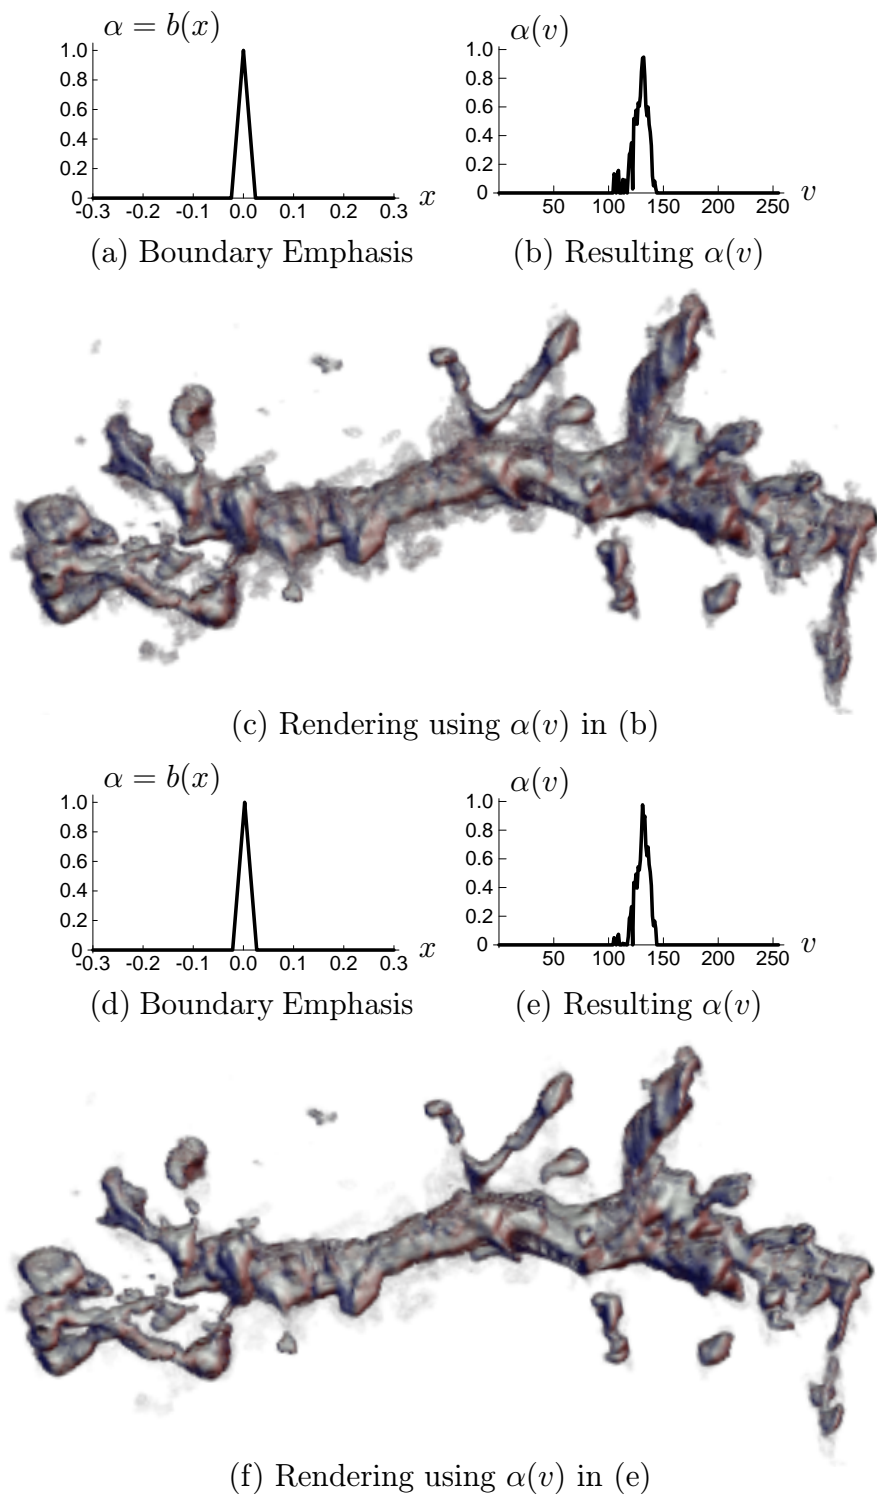 α = b(x)
α(v)
1.0
0.8
0.6
0.4
0.2
0
-0.3 -0.2 -0.1 0.0 0.1 0.2 0.3 x
1.0
0.8
0.6
0.4
0.2
0
50 100 150 200 250 v
(a) Boundary Emphasis
(b) Resulting α(v)
(c) Rendering using α(v) in (b)
α = b(x)
α(v)
1.0
0.8
0.6
0.4
0.2
0
-0.3 -0.2 -0.1 0.0 0.1 0.2 0.3 x
1.0
0.8
0.6
0.4
0.2
0
50 100 150 200 250 v
(d) Boundary Emphasis
(e) Resulting α(v)
(f) Rendering using α(v) in (e)